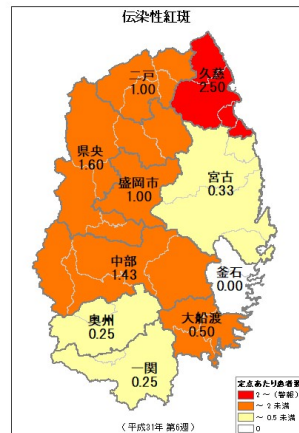 伝染性紅斑
二戸
1.00
久慈
2.50
県央
1.60
盛岡市
1.00
宮古
0.33
中部
1.43
釜石
0.00
奥州
0.25
大船渡
0.50
一関
0.25
定点あたり患者数
2～（警報）
～2未満
～0.5未満
0
（平成31年 第6週）